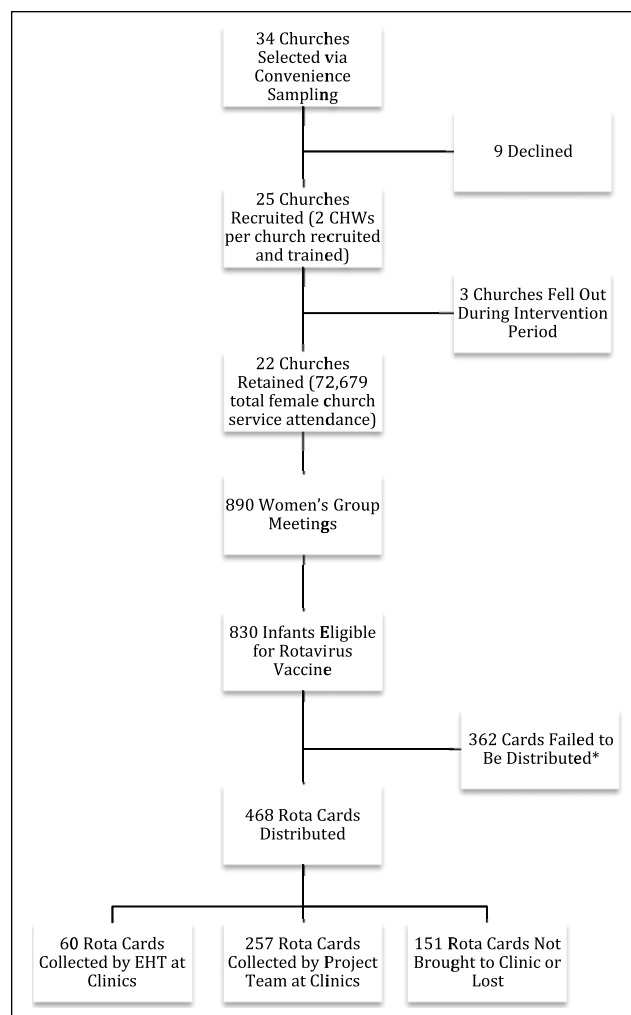 34 Churches
Selected via
Convenience
Sampling
9 Declined
25 Churches
Recruited (2 CHWs
per church recruited
and trained)
3 Churches Fell Out
During Intervention
Period
22 Churches
Retained (72,679
total female church
service attendance)
890 Women's Group
Meetings
830 Infants Eligible
for Rotavirus
Vaccine
362 Cards Failed to
Be Distributed*
468 Rota Cards
Distributed
60 Rota Cards
Collected by EHT at
Clinics
257 Rota Cards
Collected by Project
Team at Clinics
151 Rota Cards Not
Brought to Clinic or
Lost